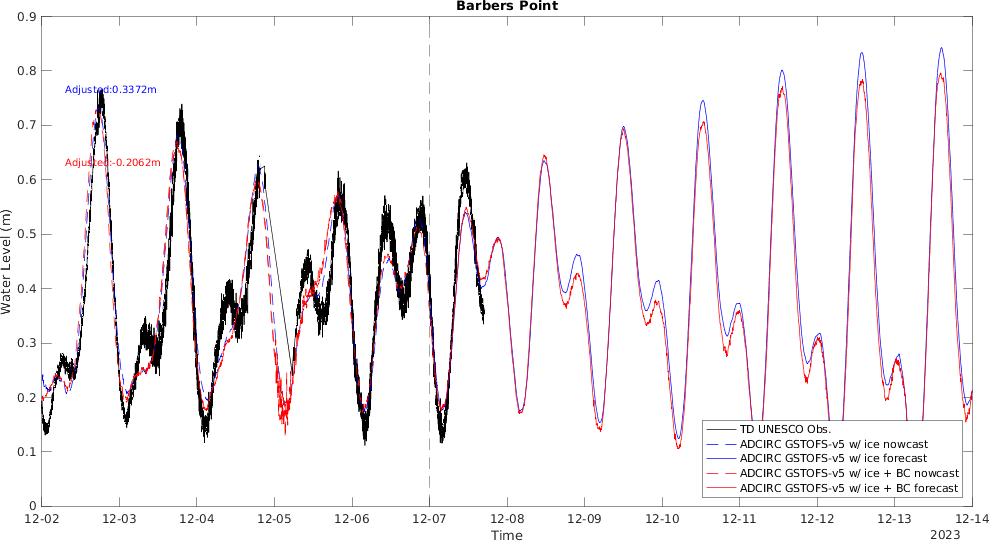 Barbers Point
0.9
0.8
0.7
0.6
0.5
0.4
0.3
0.2
0.1
0
Water Level (m)
Adjusted:0.3372m
Adjusted:-0.2062m
TD UNESCO Obs.
ADCIRC GSTOFS-v5 w/ ice nowcast
ADCIRC GSTOFS-v5 w/ ice forecast
ADCIRC GSTOFS-v5 w/ ice + BC nowcast
ADCIRC GSTOFS-v5 w/ ice + BC forecast
12-02 12-03 12-04 12-05 12-06 12-07 12-08 12-09 12-10 12-11 12-12 12-13 12-14
Time
2023